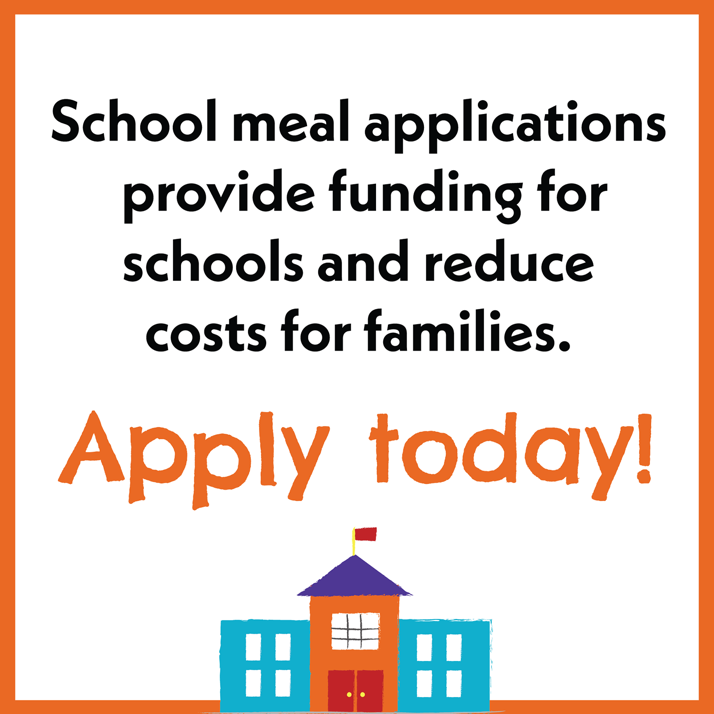 School meal applications
provide funding for
schools and reduce
costs for families.
Apply today!